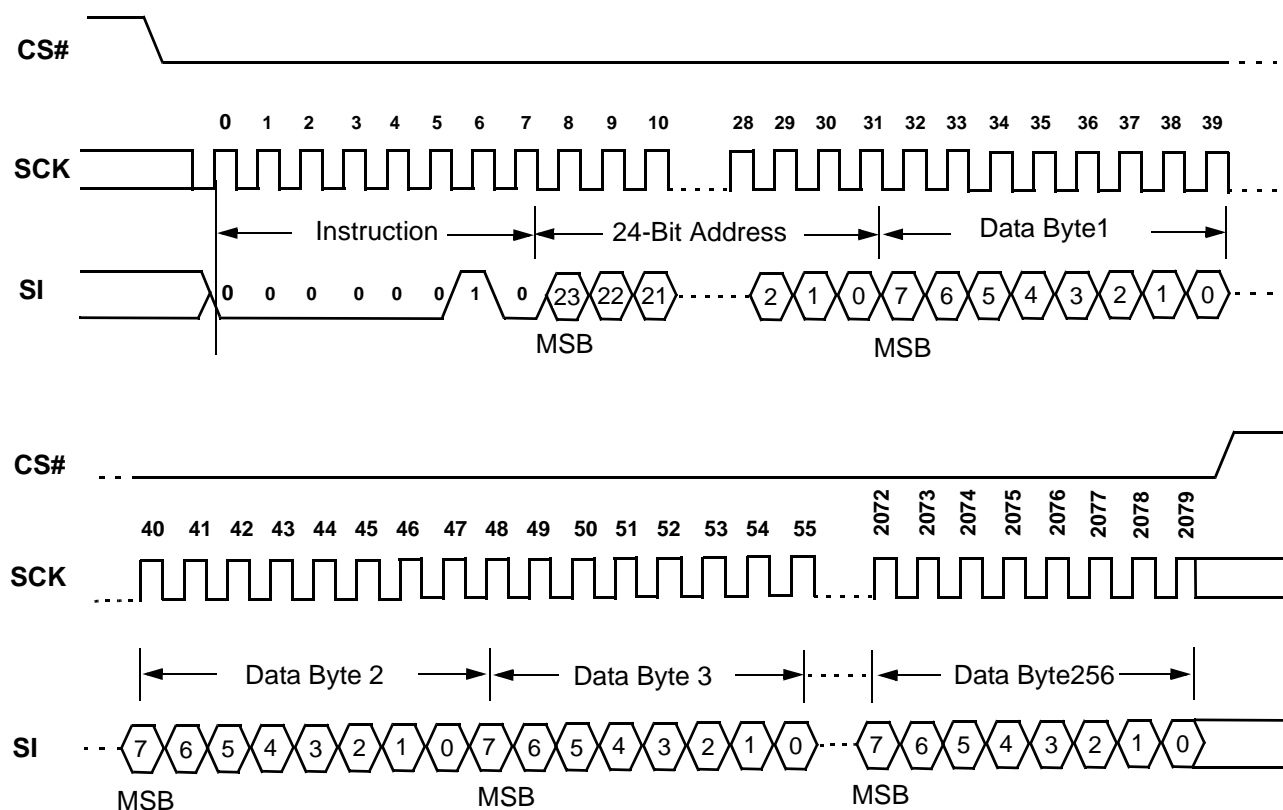 CS#
0 1 2 3 4 5 6 7 8 9 10 28 29 30 31 32 33 34 35 36 37 38 39
SCK
Instruction 24-Bit Address Data Byte1
SI 0 0 0 0 0 0 1 0 23 22 21 2 1 0 7 6 5 4 3 2 1 0
MSB MSB
CS#
40 41 42 43 44 45 46 47 48 49 50 51 52 53 54 55 2072 2073 2074 2075 2076 2077 2078 2079
SCK
Data Byte 2 Data Byte 3 Data Byte256
SI 7 6 5 4 3 2 1 0 7 6 5 4 3 2 1 0 7 6 5 4 3 2 1 0
MSB MSB MSB